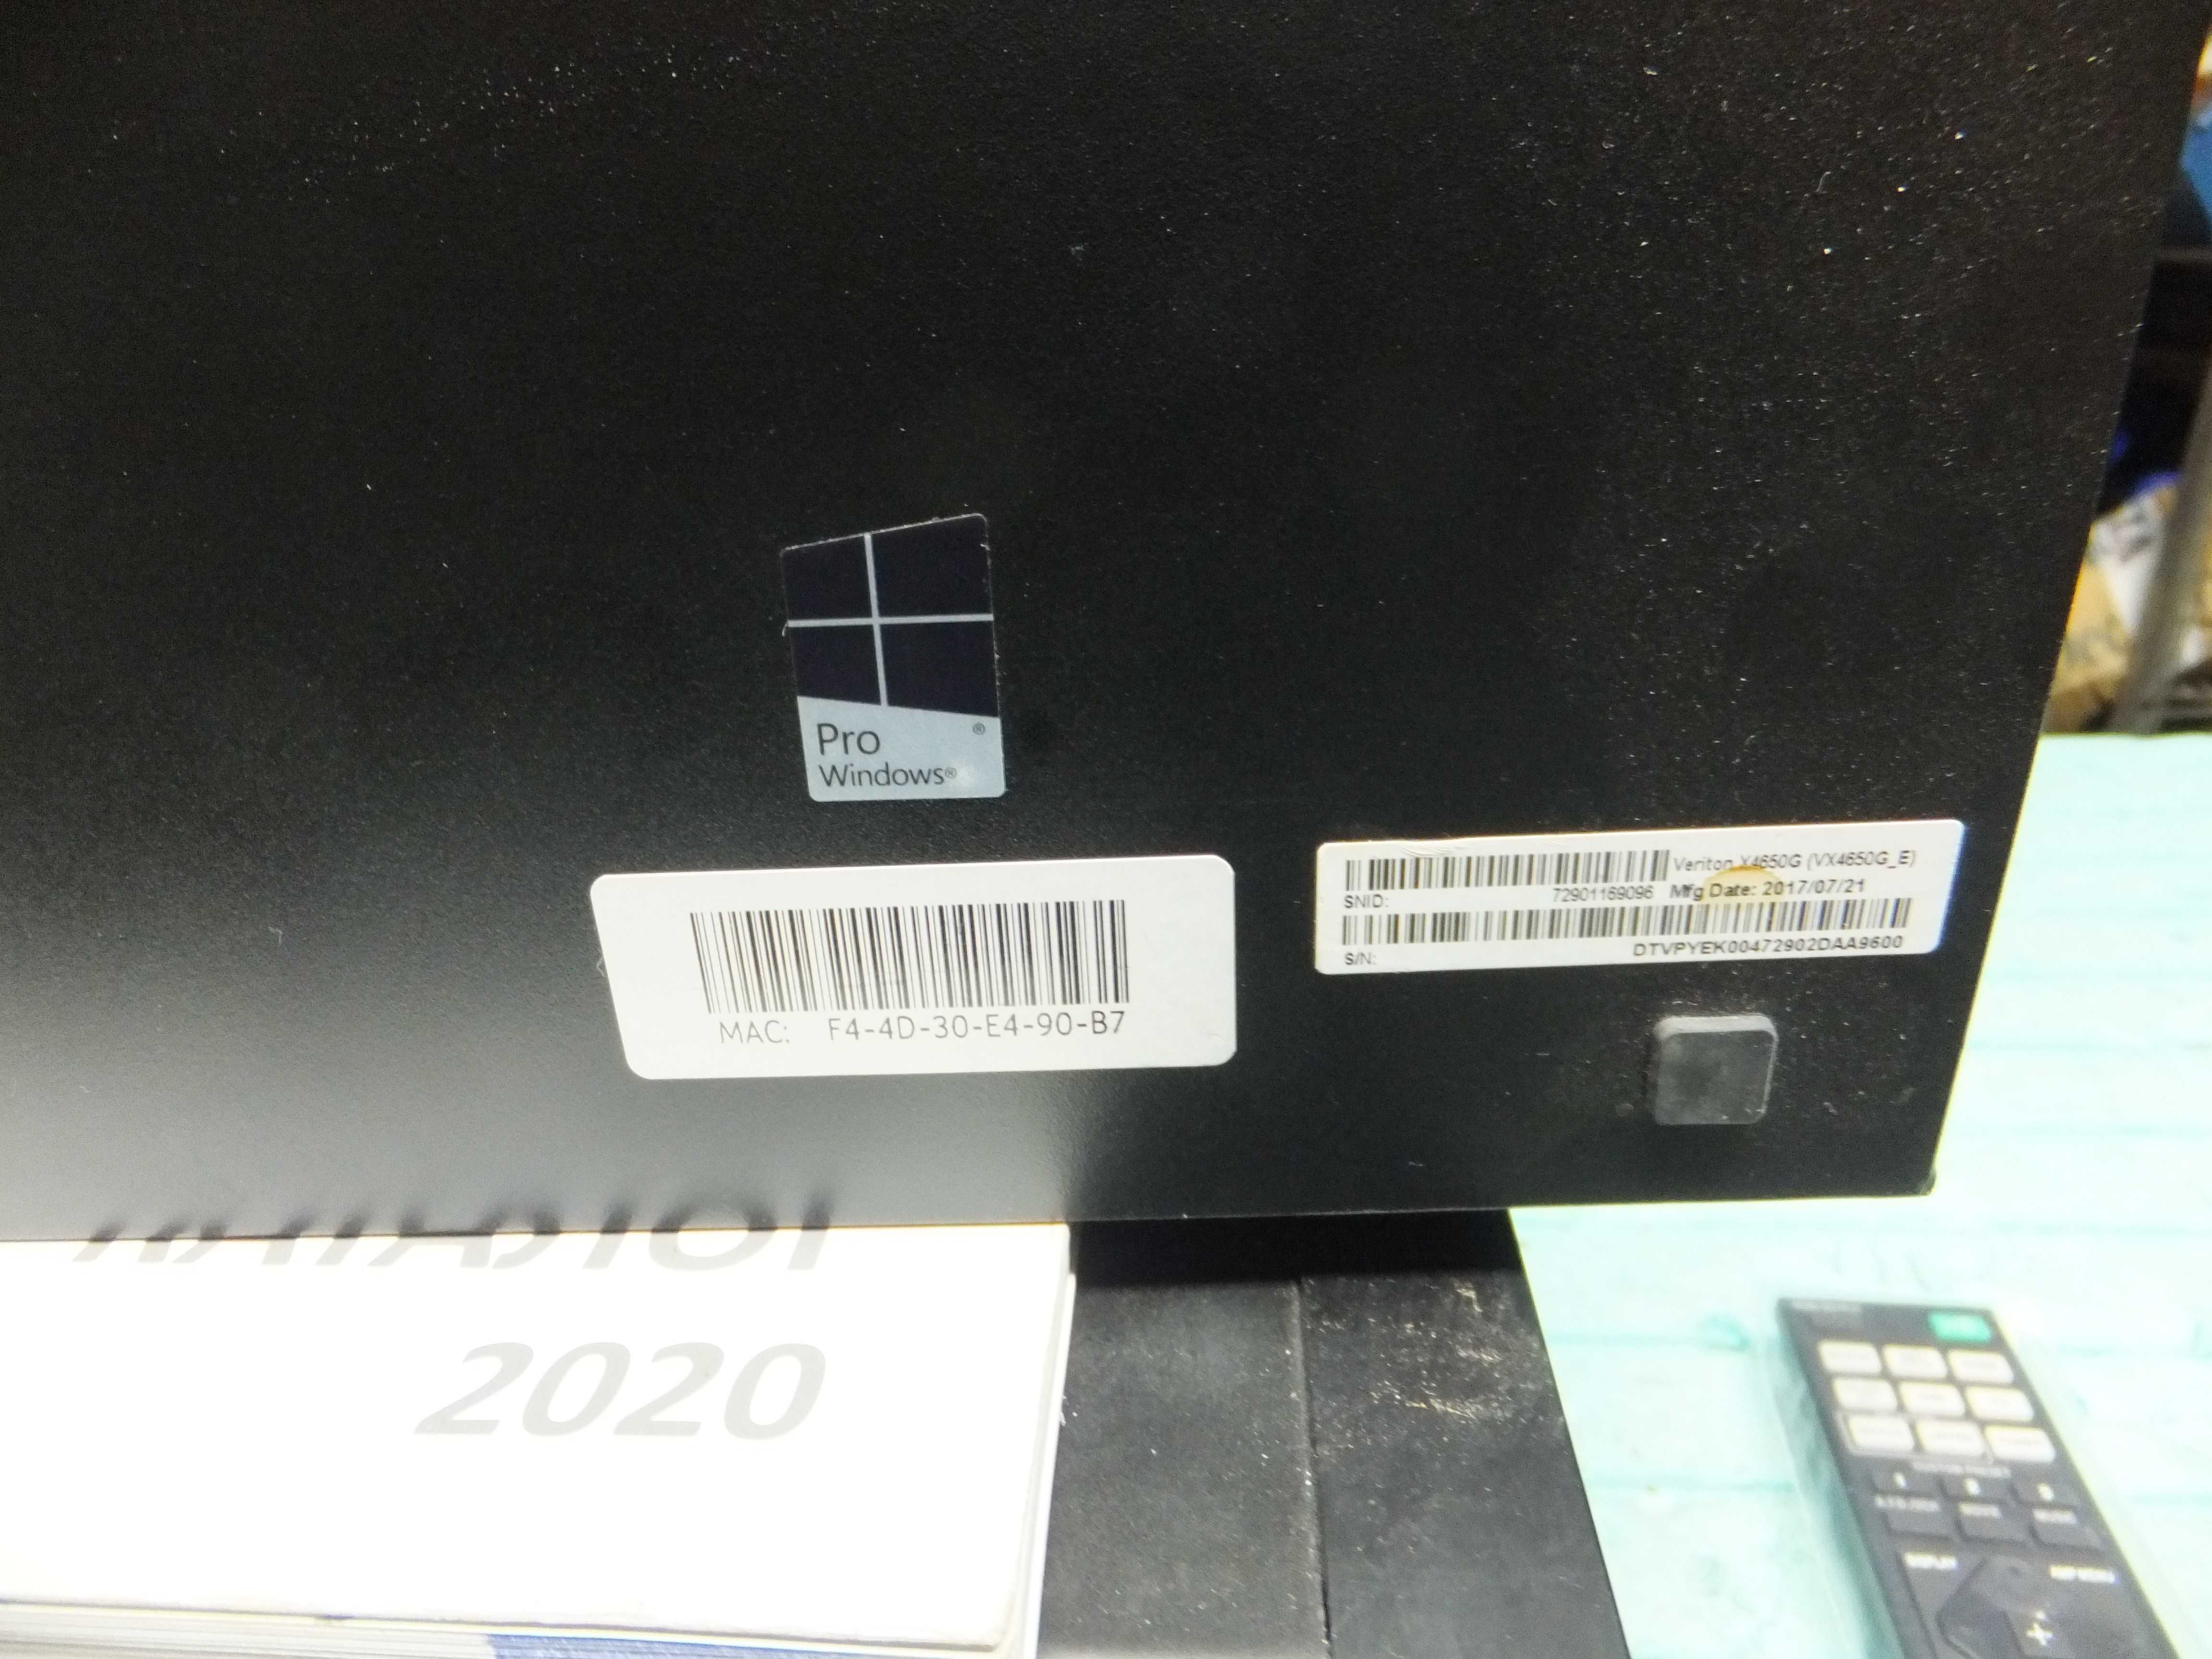 Pro ®
Windows®
Veriton X4650G (VX4650G_E)
SNID: 72901169096 Mfg Date: 2017/07/21
S/N: DTVPYEK00472902DAA9600
MAC: F4-4D-30-E4-90-B7
2020
DISPLAY
+